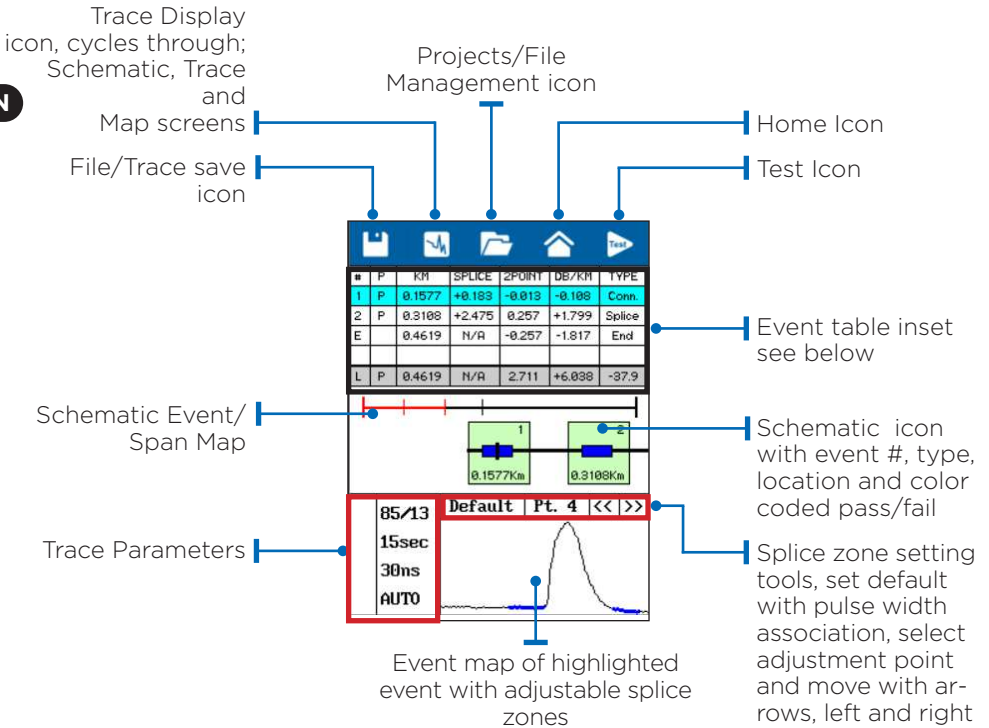 Trace Display
icon, cycles through;
Schematic, Trace
and
Map screens
N
File/Trace save
icon
Projects/File
Management icon
Home Icon
Test Icon
Test
# P KM SPLICE 2POINT DB/KM TYPE
1 P 0.1577 +0.183 -0.013 -0.108 Conn.
2 P 0.3108 +2.475 0.257 +1.799 Splice
E 0.4619 N/A -0.257 -1.817 End
L P 0.4619 N/A 2.711 +6.038 -37.9
Event table inset
see below
Schematic Event/
Span Map
1
0.1577Km
2
0.3108Km
Schematic icon
with event #, type,
location and color
coded pass/fail
Trace Parameters
85/13
15sec
30ns
AUTO
Default Pt. 4 << >>
Splice zone setting
tools, set default
with pulse width
association, select
adjustment point
and move with ar-
rows, left and right
Event map of highlighted
event with adjustable splice
zones